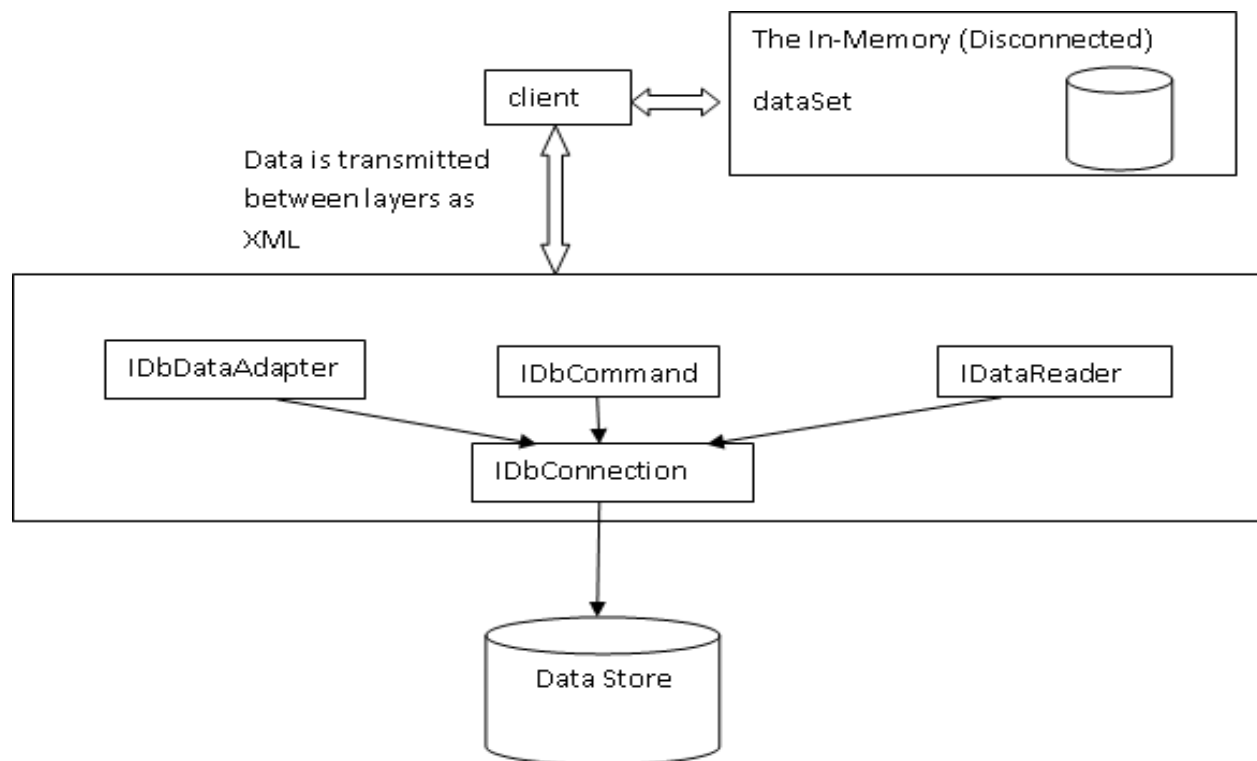 The In-Memory (Disconnected)
dataSet
client
Data is transmitted
between layers as
XML
IDbDataAdapter
IDbCommand
IDataReader
IDbConnection
Data Store